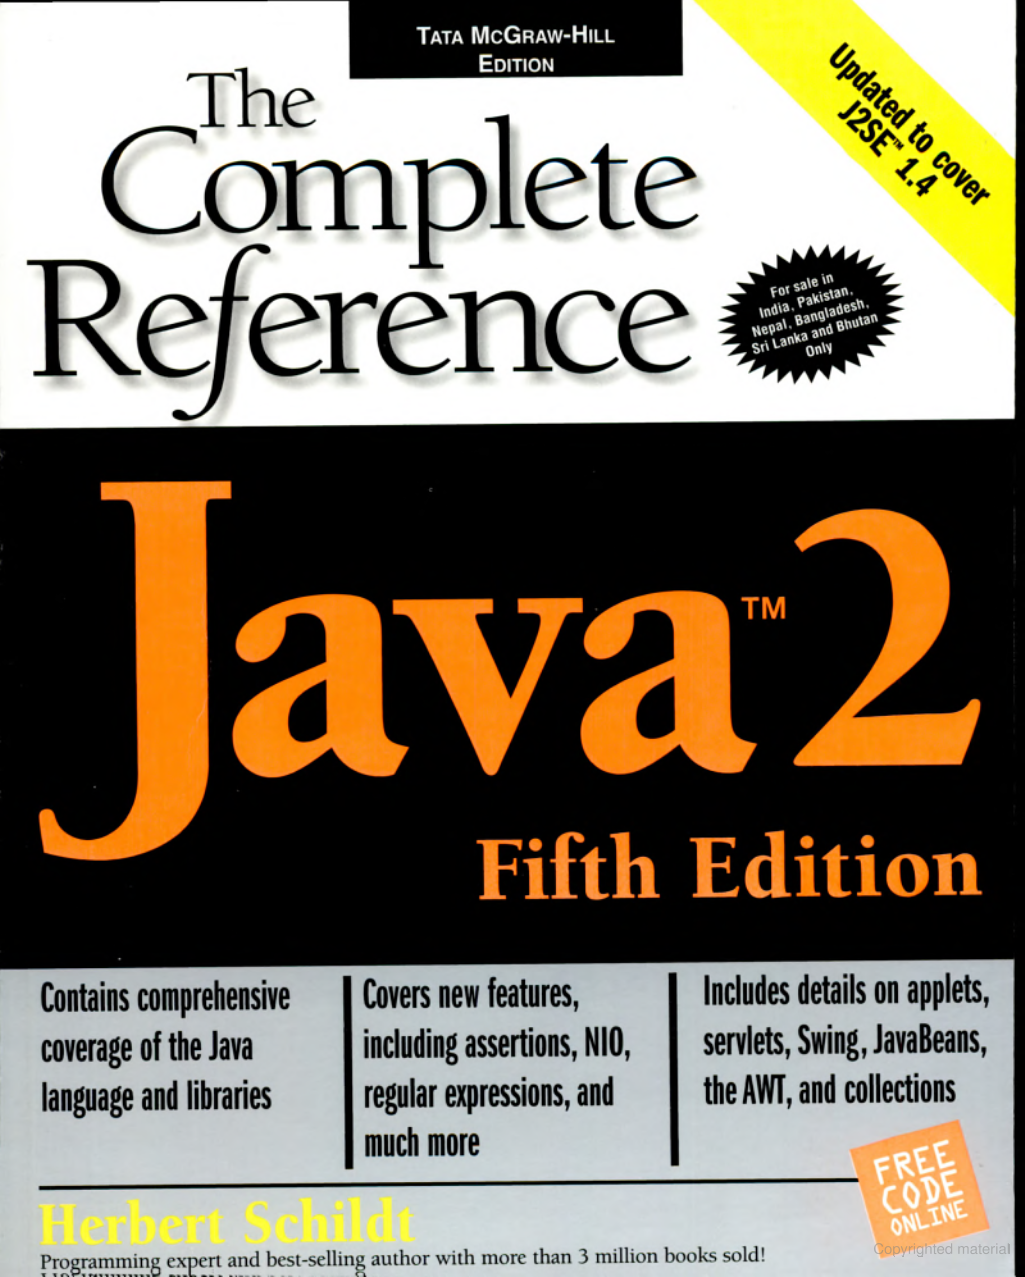 TATA MCGRAW-HILL
EDITION
The
Complete
Reference
Updated to cover
J2SE™ 1.4
For sale in
India, Pakistan,
Nepal, Bangladesh,
Sri Lanka and Bhutan
Only
Java™ 2
Fifth Edition
Contains comprehensive
coverage of the Java
language and libraries
Covers new features,
including assertions, NIO,
regular expressions, and
much more
Includes details on applets,
servlets, Swing, JavaBeans,
the AWT, and collections
FREE
CODE
ONLINE
Herbert Schildt
Programming expert and best-selling author with more than 3 million books sold!
Copyrighted material